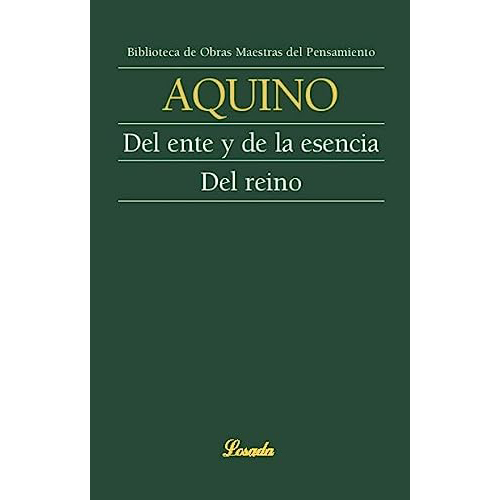 Biblioteca de Obras Maestras del Pensamiento
AQUINO
Del ente y de la esencia
Del reino
Losada